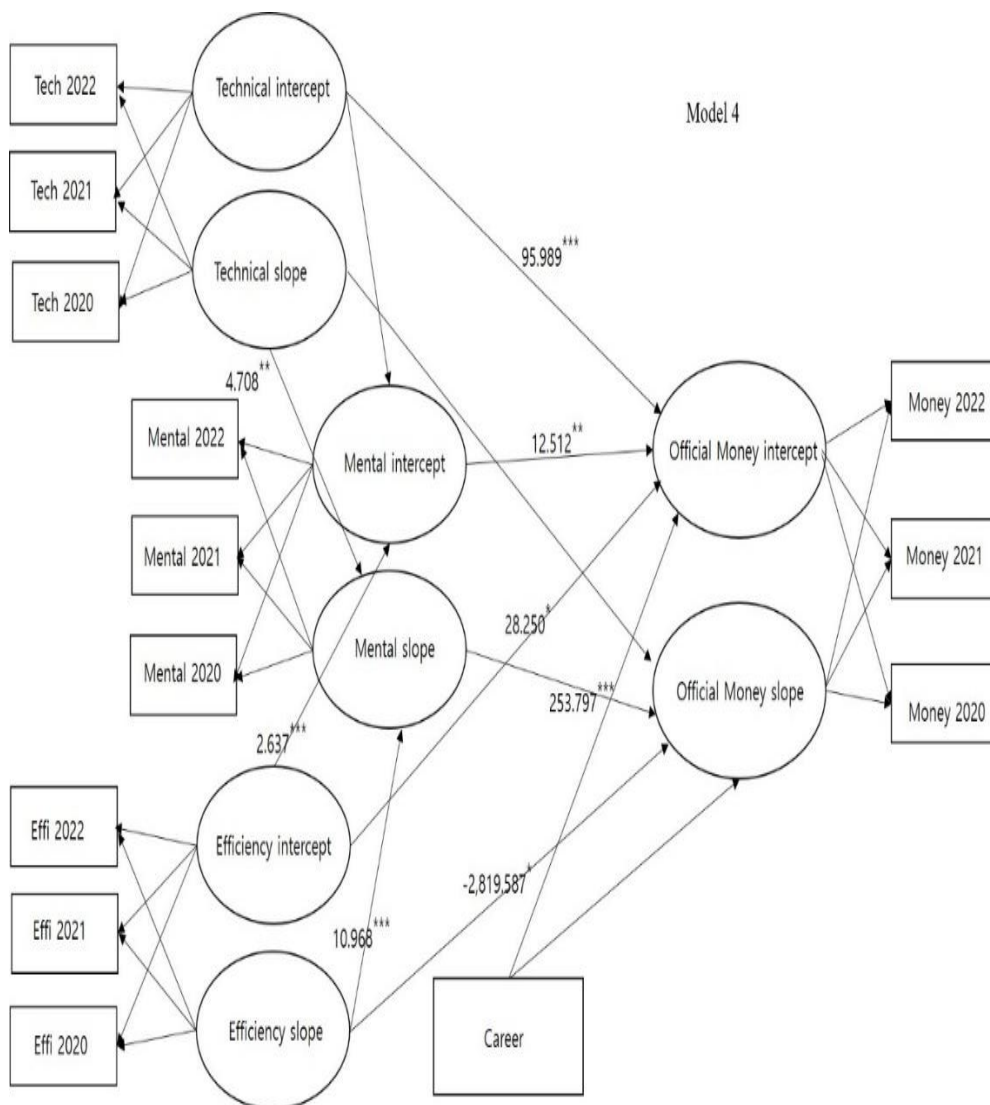 Tech 2022
Technical intercept
Model 4
Tech 2021
Technical slope
Tech 2020
95.989***
4.708**
Mental 2022
Mental intercept
12.512**
Official Money intercept
Money 2022
Mental 2021
Mental slope
28.250*
Money 2021
Mental 2020
253.797***
Official Money slope
Money 2020
2.637***
Effi 2022
Efficiency intercept
-2,819.587*
Effi 2021
10.968***
Effi 2020
Efficiency slope
Career